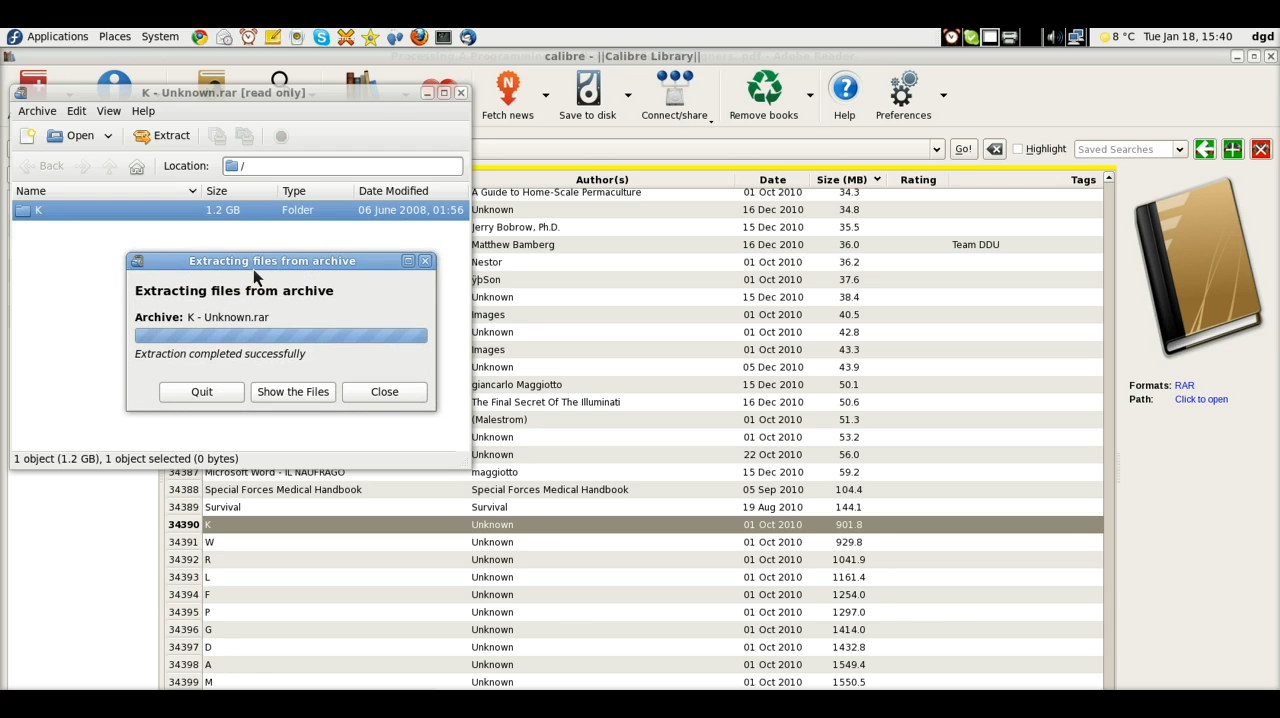 Applications Places System 8 °C Tue Jan 18, 15:40 dgd
calibre - ||Calibre Library||
K - Unknown.rar [read only]
Archive Edit View Help
Open Extract
Back Location: /
Name Size Type Date Modified
K 1.2 GB Folder 06 June 2008, 01:56
Extracting files from archive
Extracting files from archive
Archive: K - Unknown.rar
Extraction completed successfully
Quit Show the Files Close
1 object (1.2 GB), 1 object selected (0 bytes)
Fetch news Save to disk Connect/share Remove books Help Preferences
Go! Highlight Saved Searches
Author(s) Date Size (MB) Rating Tags
A Guide to Home-Scale Permaculture 01 Oct 2010 34.3
Unknown 16 Dec 2010 34.8
Jerry Bobrow, Ph.D. 15 Dec 2010 35.5
Matthew Bamberg 16 Dec 2010 36.0 Team DDU
Nestor 01 Oct 2010 36.2
ÿþSon 01 Oct 2010 37.6
Unknown 15 Dec 2010 38.4
Images 01 Oct 2010 40.5
Unknown 01 Oct 2010 42.8
Images 01 Oct 2010 43.3
Unknown 05 Dec 2010 43.9
giancarlo Maggiotto 15 Dec 2010 50.1
The Final Secret Of The Illuminati 16 Dec 2010 50.6
(Malestrom) 01 Oct 2010 51.3
Unknown 01 Oct 2010 53.2
Unknown 22 Oct 2010 56.0
34387 Microsoft Word - IL NAUFRAGO maggiotto 15 Dec 2010 59.2
34388 Special Forces Medical Handbook Special Forces Medical Handbook 05 Sep 2010 104.4
34389 Survival Survival 19 Aug 2010 144.1
34390 K Unknown 01 Oct 2010 901.8
34391 W Unknown 01 Oct 2010 929.8
34392 R Unknown 01 Oct 2010 1041.9
34393 L Unknown 01 Oct 2010 1161.4
34394 F Unknown 01 Oct 2010 1254.0
34395 P Unknown 01 Oct 2010 1297.0
34396 G Unknown 01 Oct 2010 1414.0
34397 D Unknown 01 Oct 2010 1432.8
34398 A Unknown 01 Oct 2010 1549.4
34399 M Unknown 01 Oct 2010 1550.5
Formats: RAR
Path: Click to open